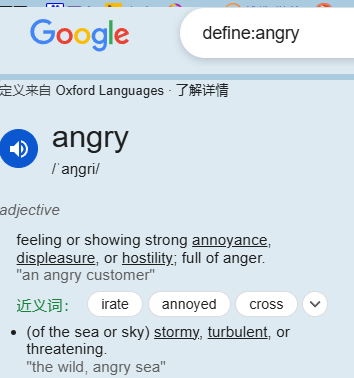 Google
define:angry
定义来自 Oxford Languages · 了解详情
angry
/ˈaŋɡri/
adjective
feeling or showing strong annoyance,
displeasure, or hostility; full of anger.
"an angry customer"
近义词：
irate
annoyed
cross
(of the sea or sky) stormy, turbulent, or
threatening.
"the wild, angry sea"